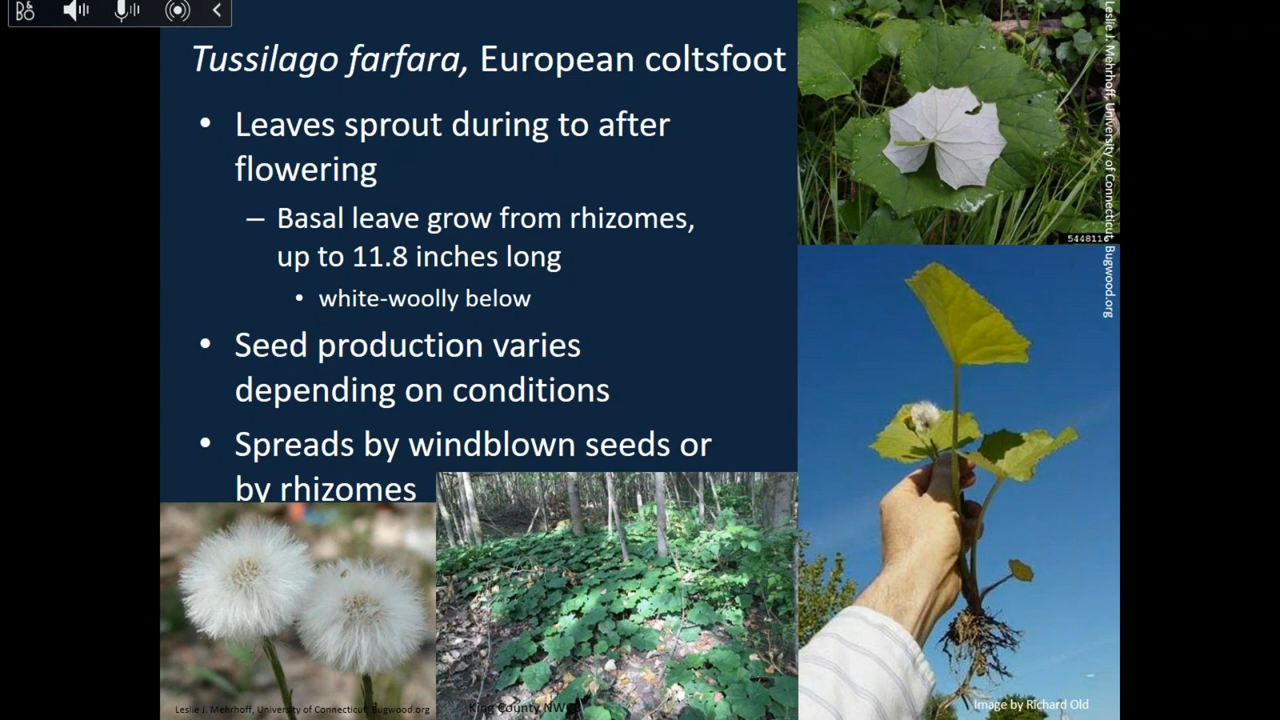 Tussilago farfara, European coltsfoot
• Leaves sprout during to after
flowering
– Basal leave grow from rhizomes,
up to 11.8 inches long
• white-woolly below
• Seed production varies
depending on conditions
• Spreads by windblown seeds or
by rhizomes
Leslie J. Mehrhoff, University of Connecticut, Bugwood.org
King County NWC
Leslie J. Mehrhoff, University of Connecticut, Bugwood.org
Image by Richard Old